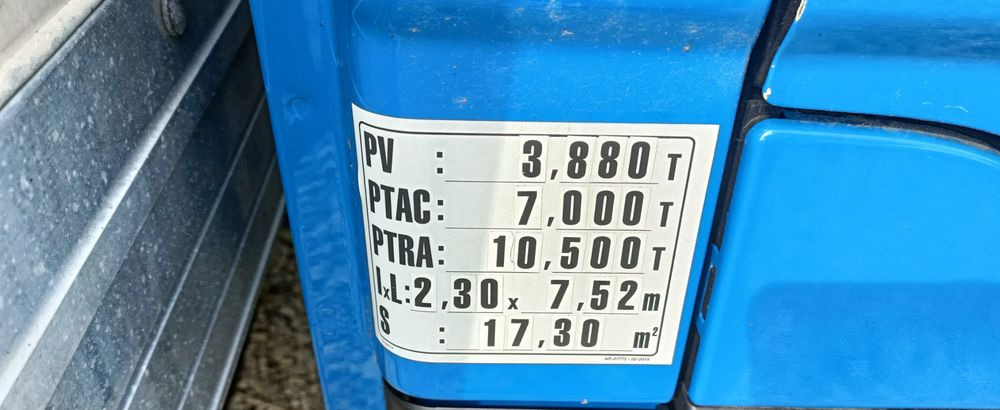 PV : 3,880 T
PTAC: 7,000 T
PTRA: 10,500 T
lxL: 2,30 x 7,52 m
S : 17,30 m²